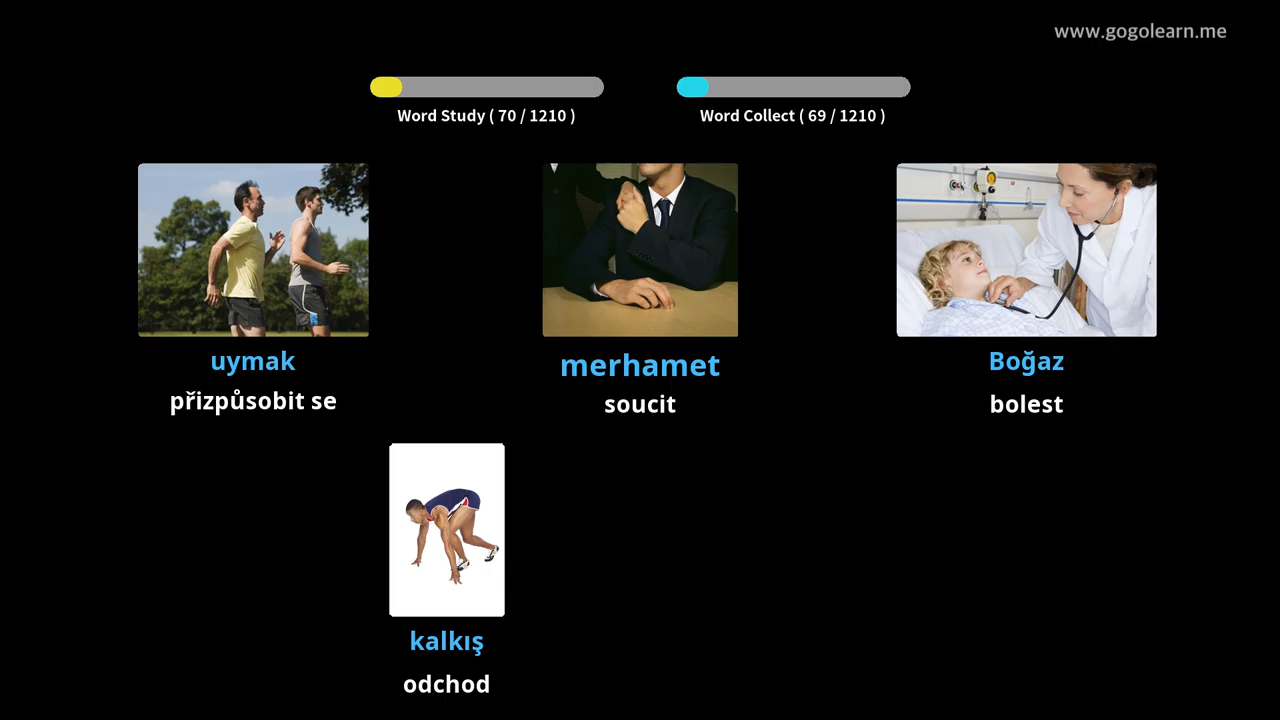 www.gogolearn.me
Word Study ( 70 / 1210 )
Word Collect ( 69 / 1210 )
uymak
merhamet
Boğaz
přizpůsobit se
soucit
bolest
kalkış
odchod